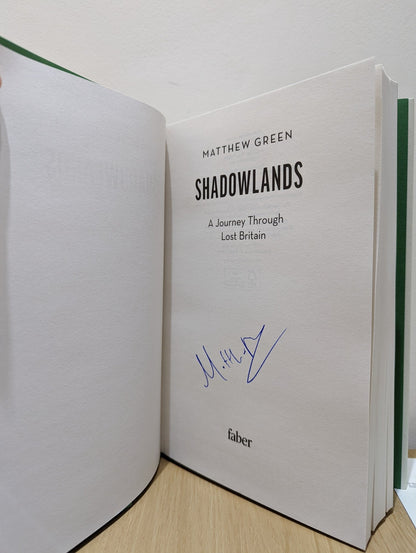 MATTHEW GREEN
SHADOWLANDS
A Journey Through
Lost Britain
faber